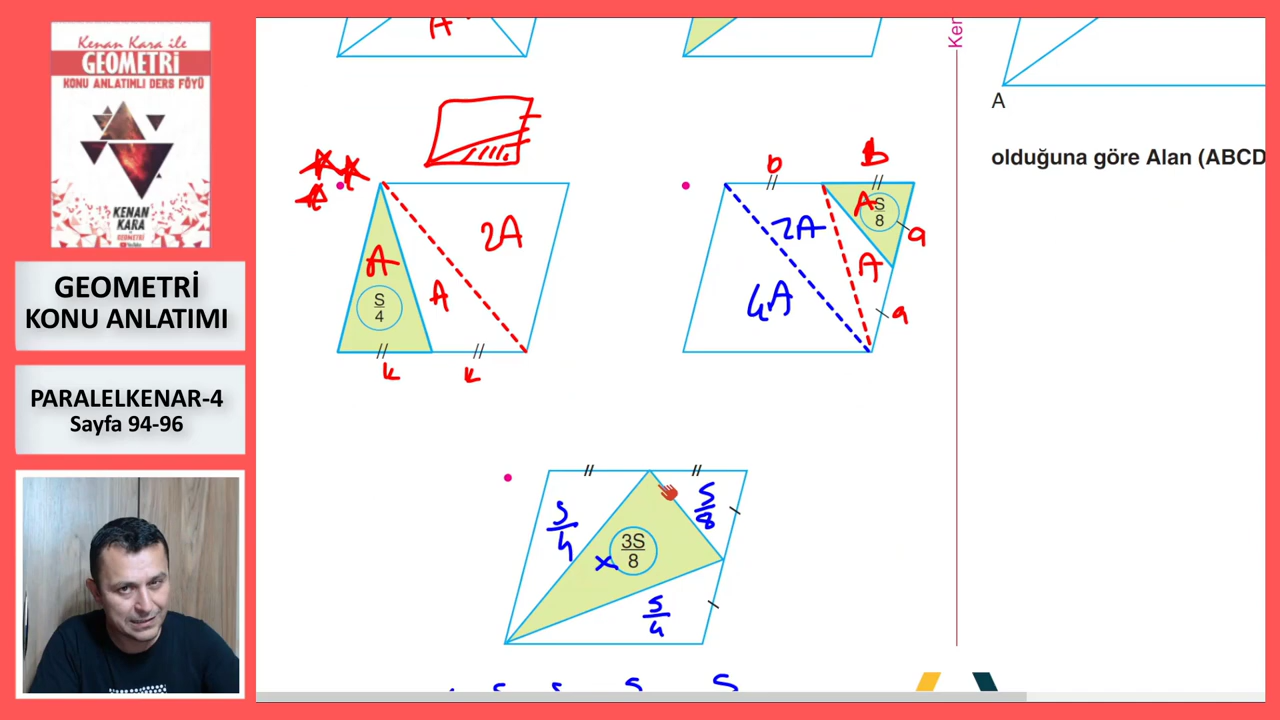 Kenan Kara ile
GEOMETRİ
KONU ANLATIMLI DERS FÖYÜ
KENAN
KARA
GEOMETRİ
KONU ANLATIMI
PARALELKENAR-4
Sayfa 94-96
A
Ker
A
olduğuna göre Alan (ABCD
A
S
4
A
2A
k
k
b
b
A
S
8
a
A
a
2A
4A
S
4
3S
8
x
S
8
S
4
S
S
S
S